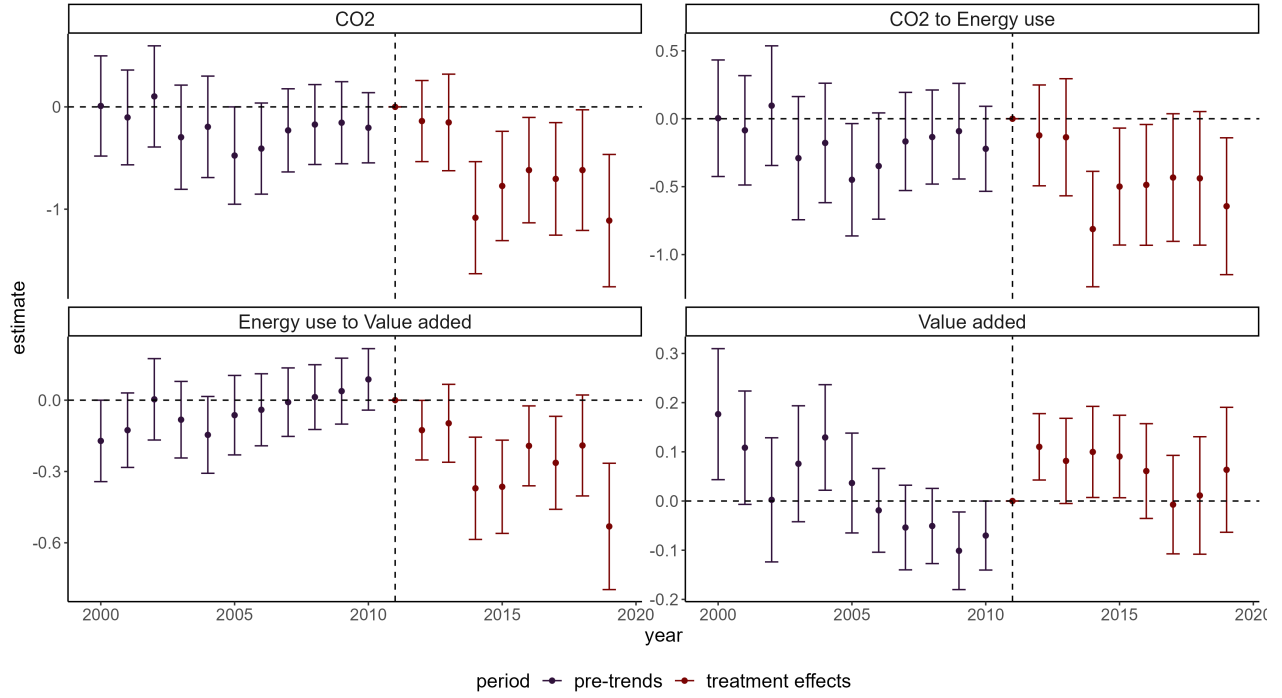 CO2
CO2 to Energy use
0
-1
0.5
0.0
-0.5
-1.0
estimate
Energy use to Value added
Value added
0.0
-0.3
-0.6
0.3
0.2
0.1
0.0
-0.1
-0.2
2000 2005 2010 2015 2020
2000 2005 2010 2015 2020
year
period pre-trends treatment effects